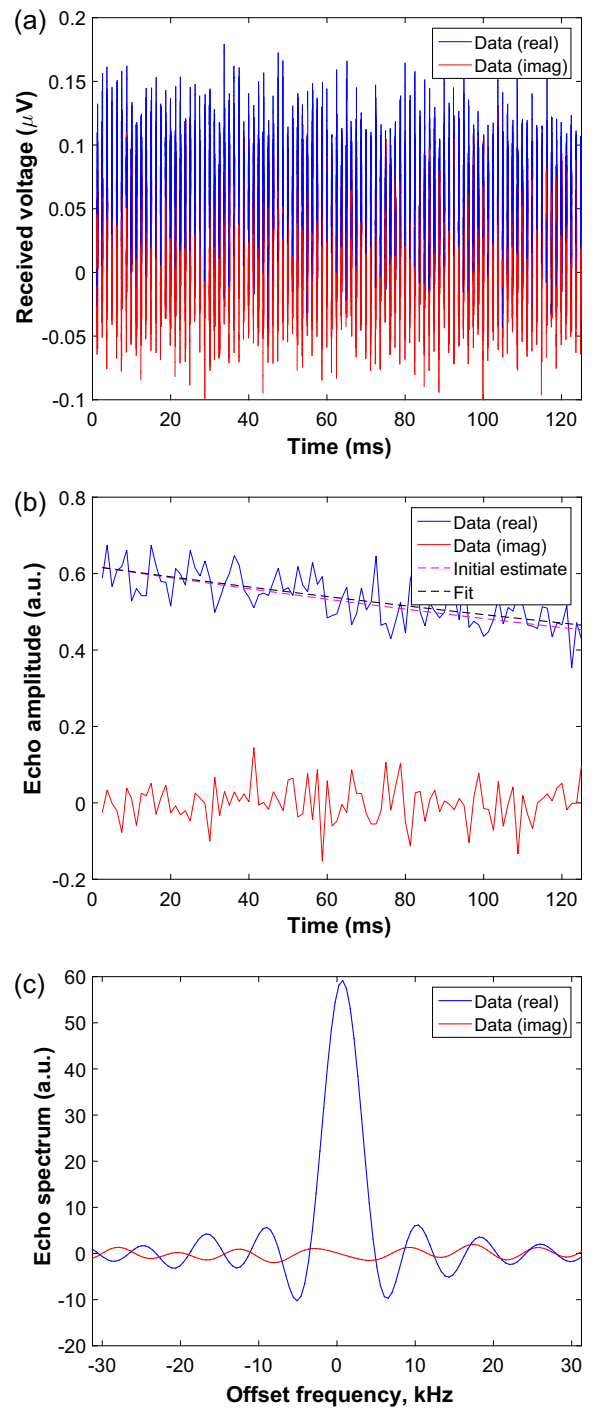 (a)
0.2
0.15
0.1
0.05
0
-0.05
-0.1
Received voltage (μV)
Data (real)
Data (imag)
0 20 40 60 80 100 120
Time (ms)
(b)
0.8
0.6
0.4
0.2
0
-0.2
Echo amplitude (a.u.)
Data (real)
Data (imag)
Initial estimate
Fit
0 20 40 60 80 100 120
Time (ms)
(c)
60
50
40
30
20
10
0
-10
-20
Echo spectrum (a.u.)
Data (real)
Data (imag)
-30 -20 -10 0 10 20 30
Offset frequency, kHz